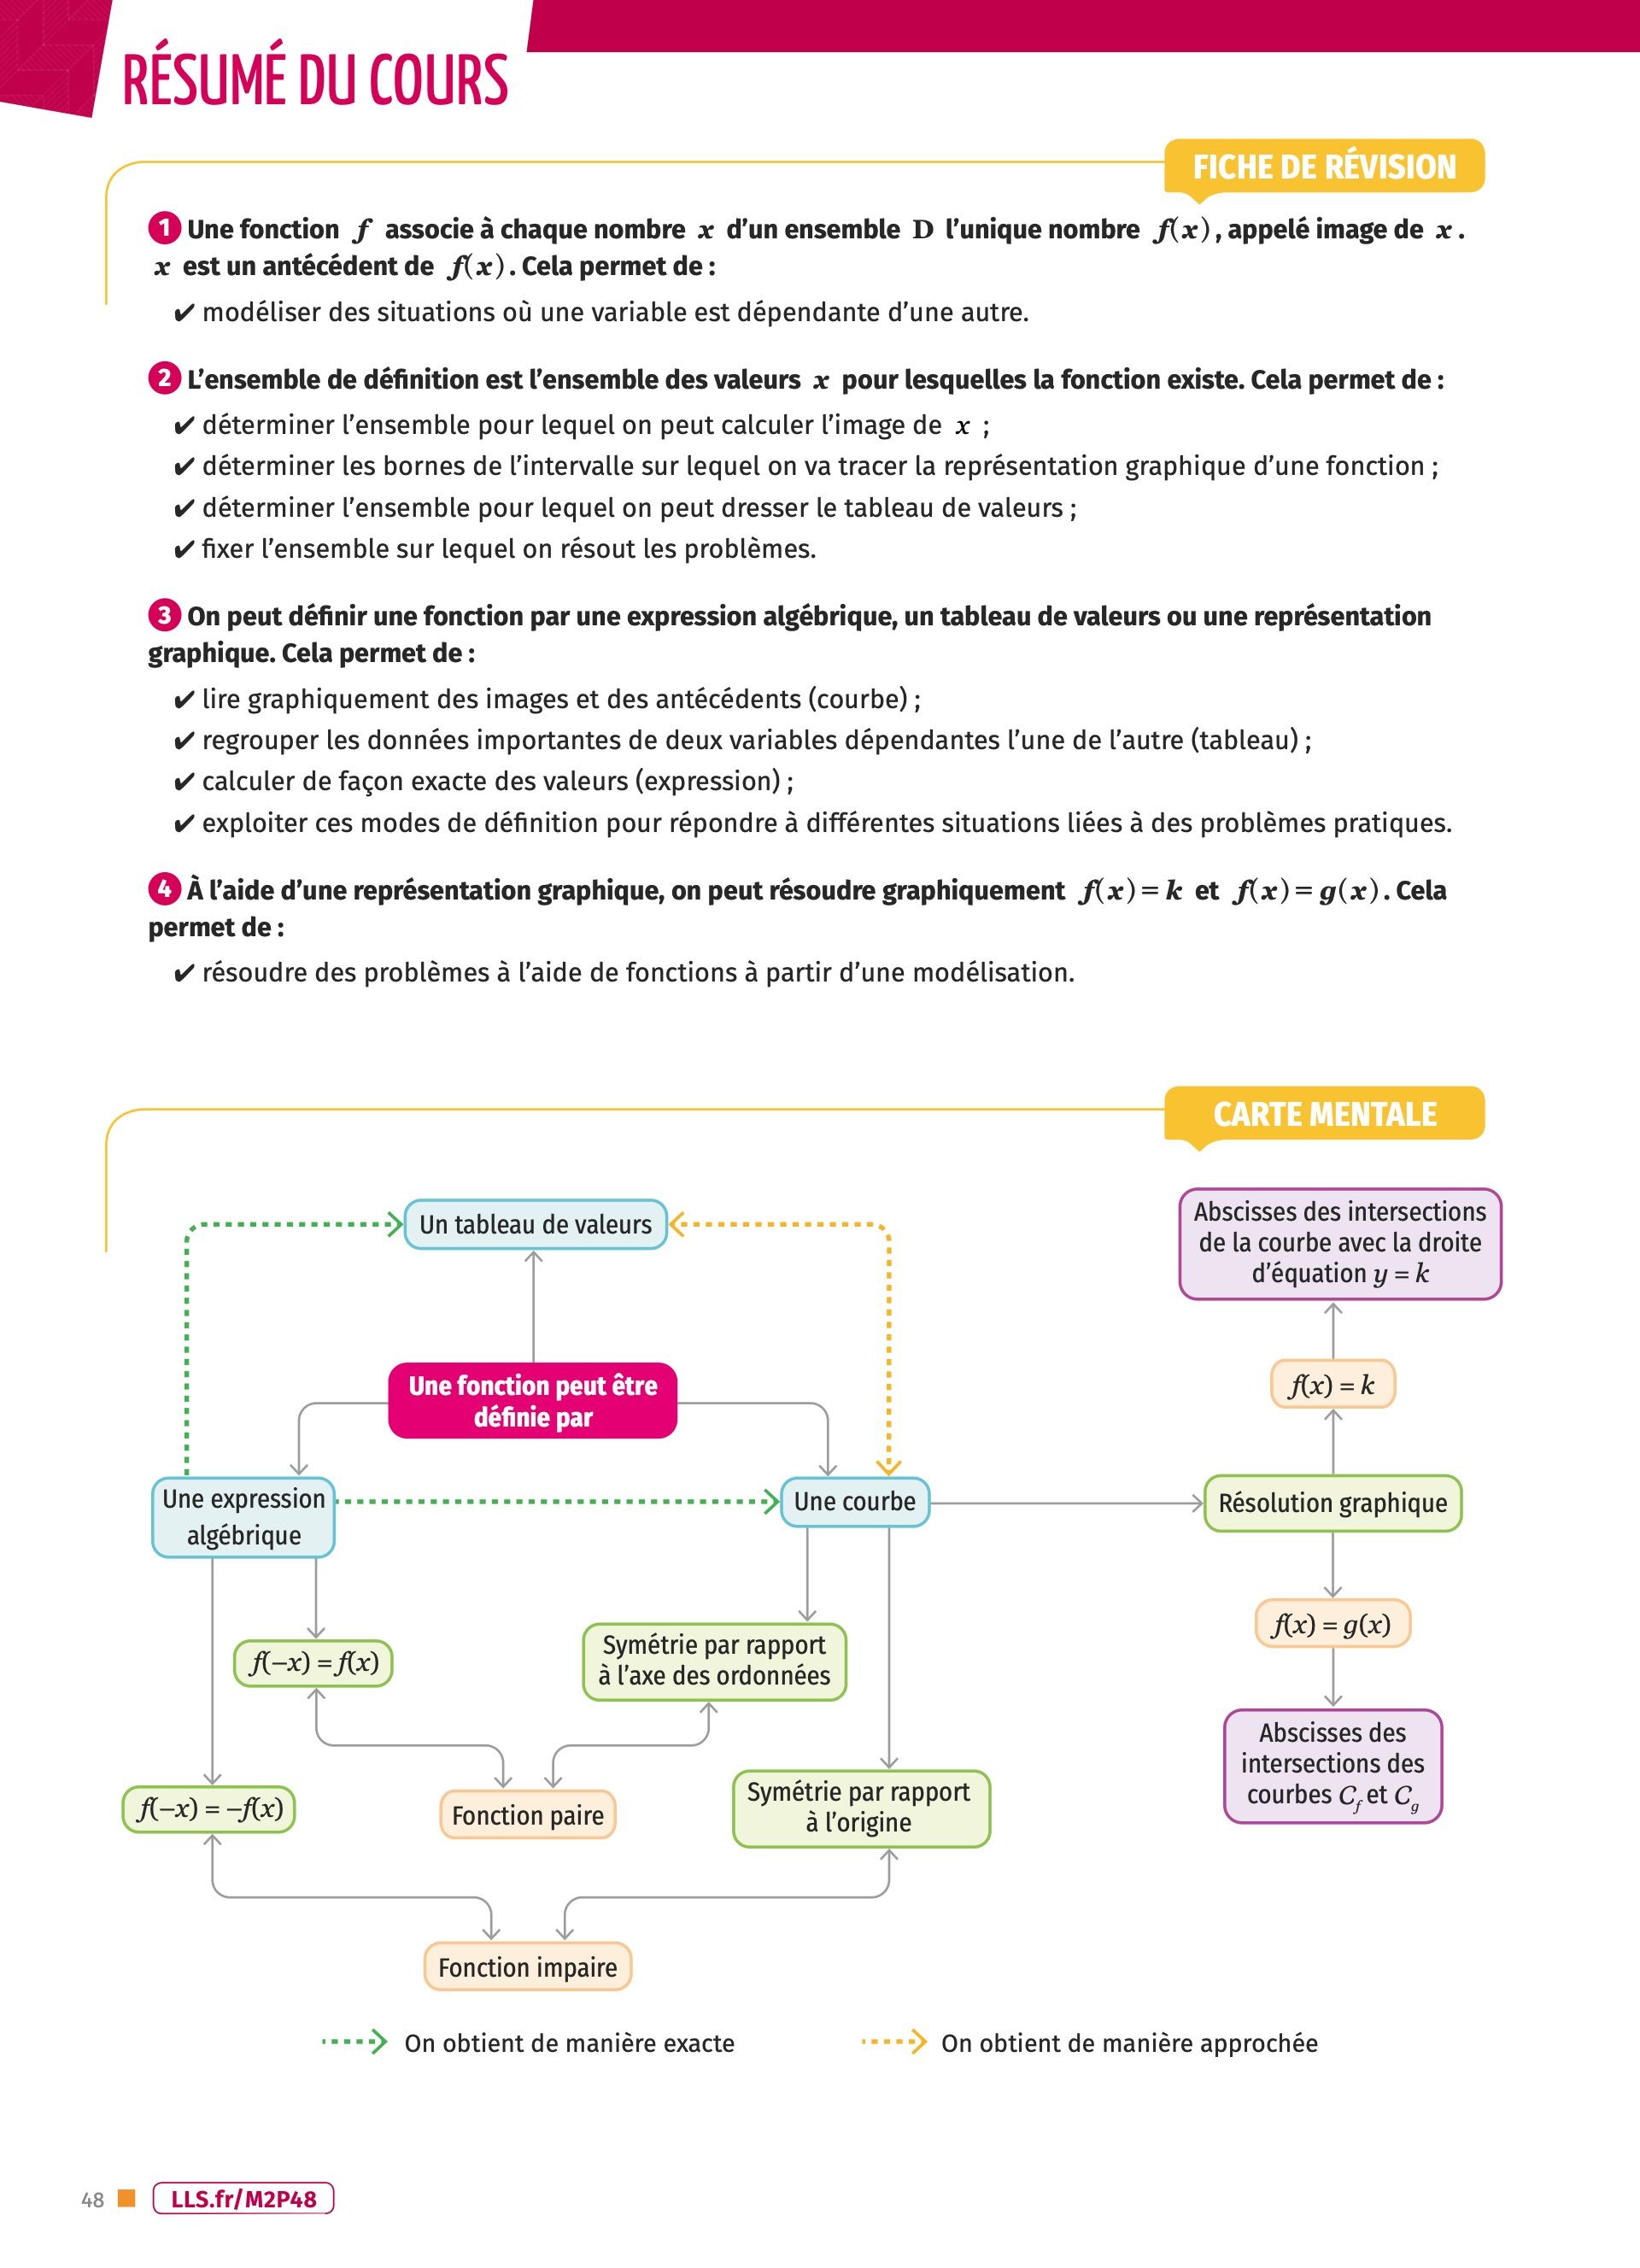 RÉSUMÉ DU COURS
FICHE DE RÉVISION
1 Une fonction f associe à chaque nombre x d’un ensemble D l’unique nombre f(x), appelé image de x.
x est un antécédent de f(x). Cela permet de :
✔ modéliser des situations où une variable est dépendante d’une autre.
2 L’ensemble de définition est l’ensemble des valeurs x pour lesquelles la fonction existe. Cela permet de :
✔ déterminer l’ensemble pour lequel on peut calculer l’image de x ;
✔ déterminer les bornes de l’intervalle sur lequel on va tracer la représentation graphique d’une fonction ;
✔ déterminer l’ensemble pour lequel on peut dresser le tableau de valeurs ;
✔ fixer l’ensemble sur lequel on résout les problèmes.
3 On peut définir une fonction par une expression algébrique, un tableau de valeurs ou une représentation
graphique. Cela permet de :
✔ lire graphiquement des images et des antécédents (courbe) ;
✔ regrouper les données importantes de deux variables dépendantes l’une de l’autre (tableau) ;
✔ calculer de façon exacte des valeurs (expression) ;
✔ exploiter ces modes de définition pour répondre à différentes situations liées à des problèmes pratiques.
4 À l’aide d’une représentation graphique, on peut résoudre graphiquement f(x) = k et f(x) = g(x). Cela
permet de :
✔ résoudre des problèmes à l’aide de fonctions à partir d’une modélisation.
CARTE MENTALE
Un tableau de valeurs
Abscisses des intersections
de la courbe avec la droite
d’équation y = k
Une fonction peut être
définie par
f(x) = k
Une expression
algébrique
Une courbe
Résolution graphique
f(−x) = f(x)
Symétrie par rapport
à l’axe des ordonnées
f(x) = g(x)
Abscisses des
intersections des
courbes Cf et Cg
f(−x) = −f(x)
Fonction paire
Symétrie par rapport
à l’origine
Fonction impaire
On obtient de manière exacte
On obtient de manière approchée
48
LLS.fr/M2P48